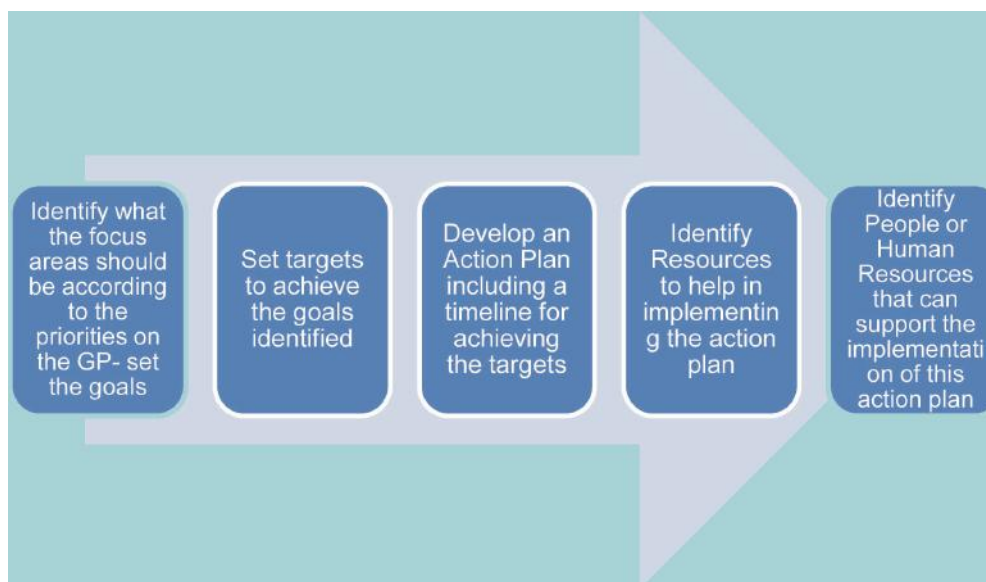 Identify what
the focus
areas should
be according
to the
priorities on
the GP- set
the goals
Set targets
to achieve
the goals
identified
Develop an
Action Plan
including a
timeline for
achieving
the targets
Identify
Resources
to help in
implementin
g the action
plan
Identify
People or
Human
Resources
that can
support the
implementati
on of this
action plan